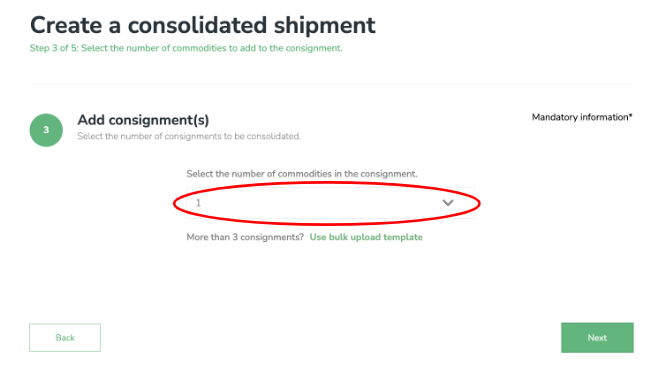 Create a consolidated shipment
Step 3 of 5: Select the number of commodities to add to the consignment.
3
Add consignment(s)
Mandatory information*
Select the number of consignments to be consolidated.
Select the number of commodities in the consignment.
1
More than 3 consignments? Use bulk upload template
Back
Next